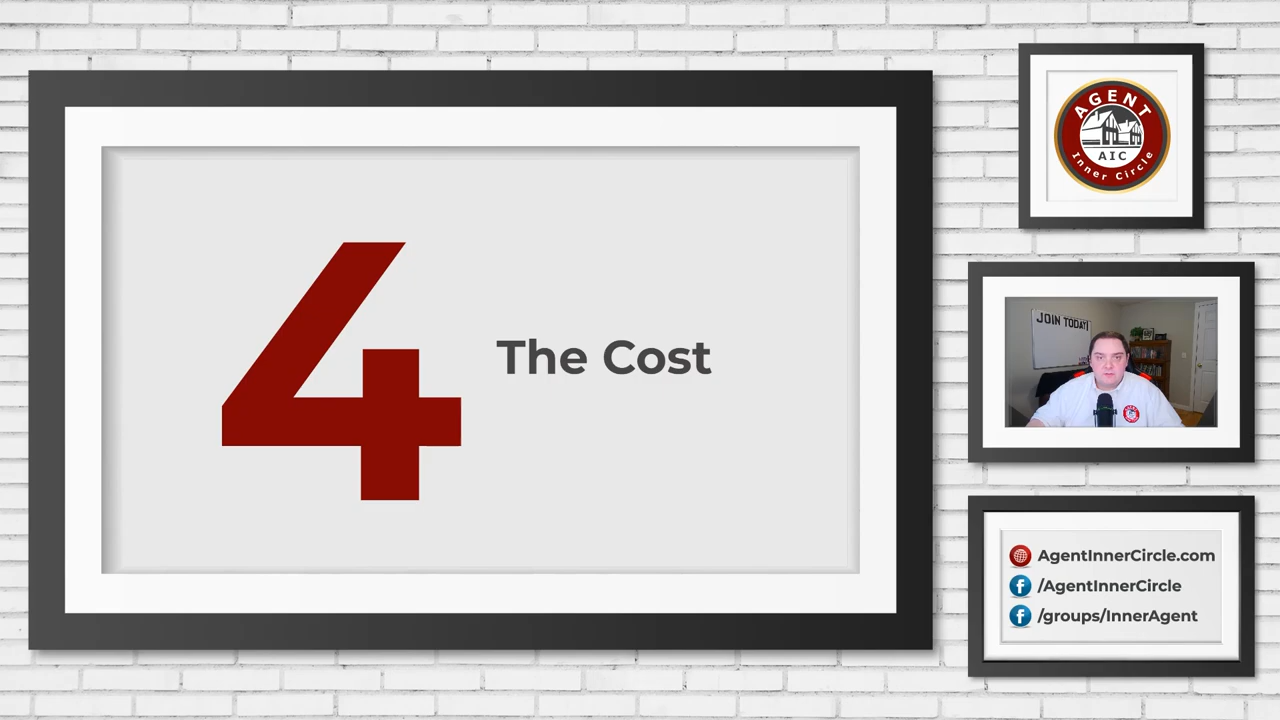 4
The Cost
AGENT
AIC
Inner Circle
JOIN TODAY!
AgentInnerCircle.com
/AgentInnerCircle
/groups/InnerAgent